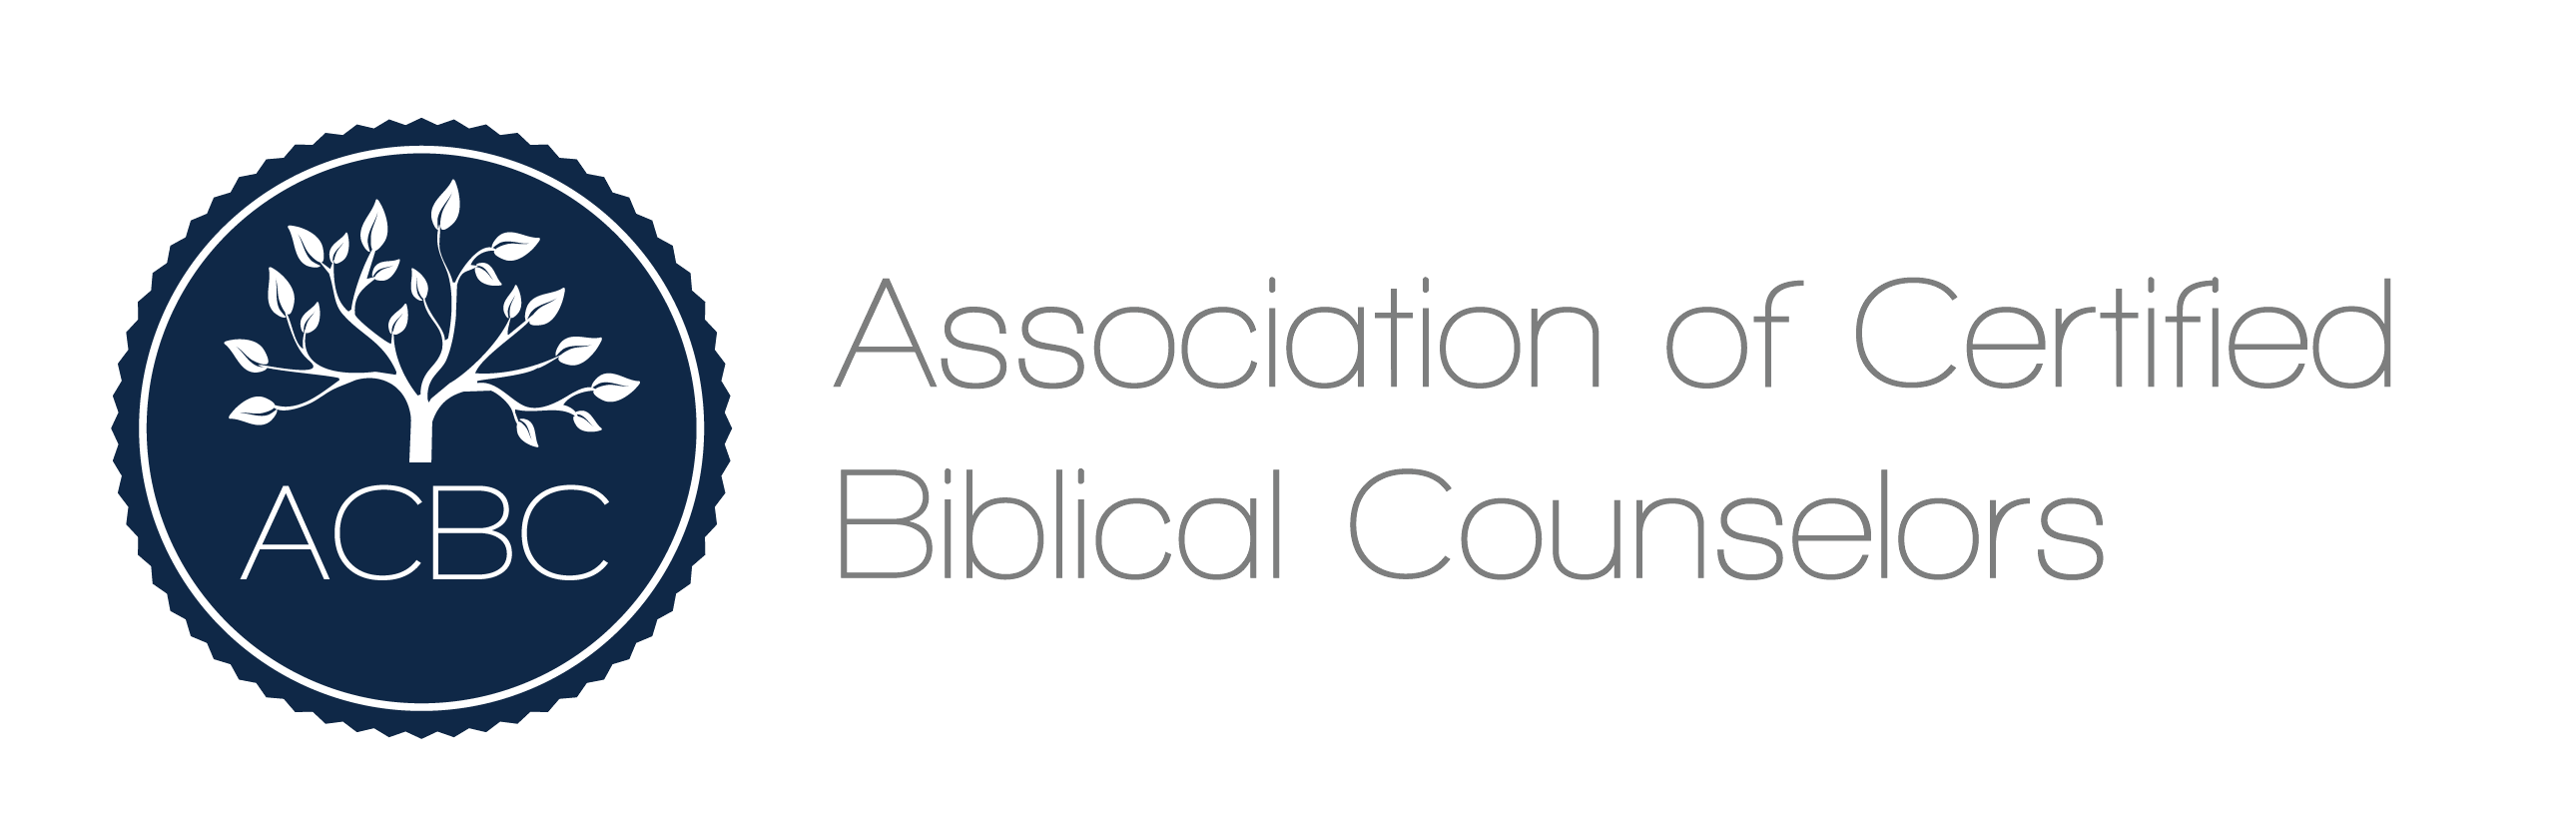 ACBC
Association of Certified
Biblical Counselors